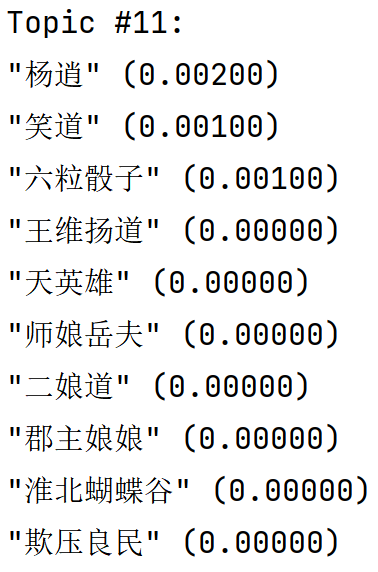 Topic #11:
"杨逍" (0.00200)
"笑道" (0.00100)
"六粒骰子" (0.00100)
"王维扬道" (0.00000)
"天英雄" (0.00000)
"师娘岳夫" (0.00000)
"二娘道" (0.00000)
"郡主娘娘" (0.00000)
"淮北蝴蝶谷" (0.00000)
"欺压良民" (0.00000)